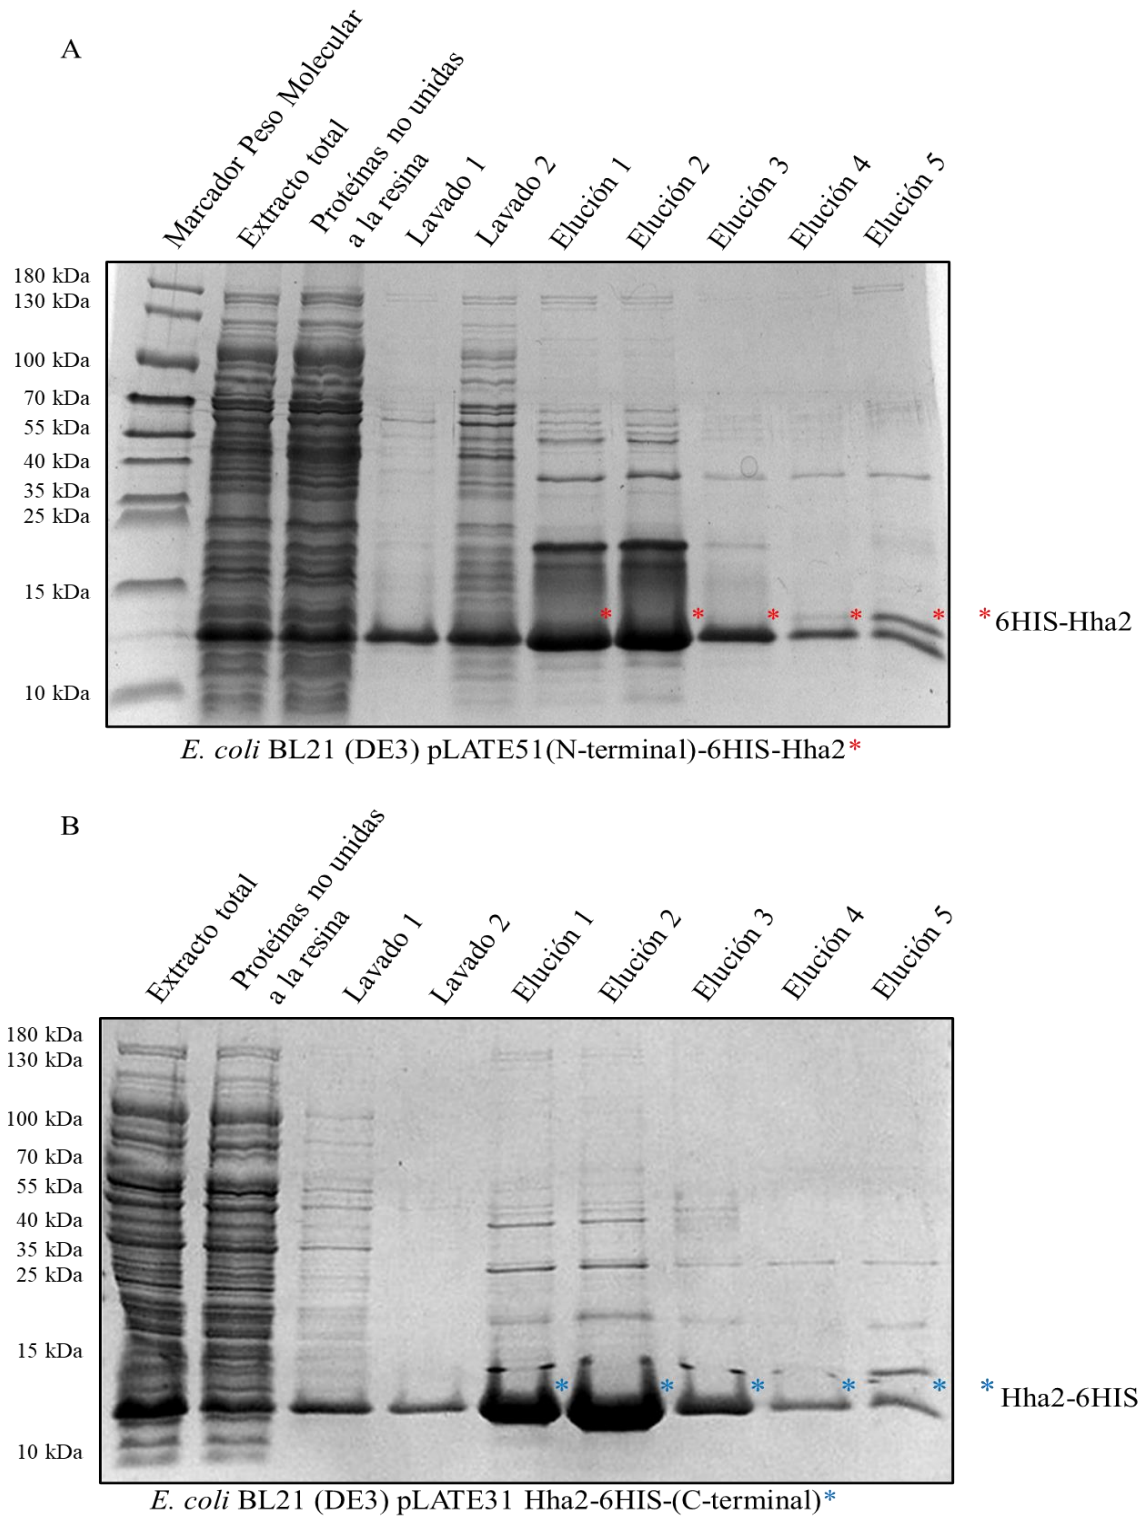 A
Marcador Peso Molecular
Extracto total
Proteínas no unidas
a la resina
Lavado 1
Lavado 2
Elución 1
Elución 2
Elución 3
Elución 4
Elución 5
180 kDa
130 kDa
100 kDa
70 kDa
55 kDa
40 kDa
35 kDa
25 kDa
15 kDa
10 kDa
* * * * *
* 6HIS-Hha2
E. coli BL21 (DE3) pLATE51(N-terminal)-6HIS-Hha2*
B
Extracto total
Proteínas no unidas
a la resina
Lavado 1
Lavado 2
Elución 1
Elución 2
Elución 3
Elución 4
Elución 5
180 kDa
130 kDa
100 kDa
70 kDa
55 kDa
40 kDa
35 kDa
25 kDa
15 kDa
10 kDa
* * * * *
* Hha2-6HIS
E. coli BL21 (DE3) pLATE31 Hha2-6HIS-(C-terminal)*